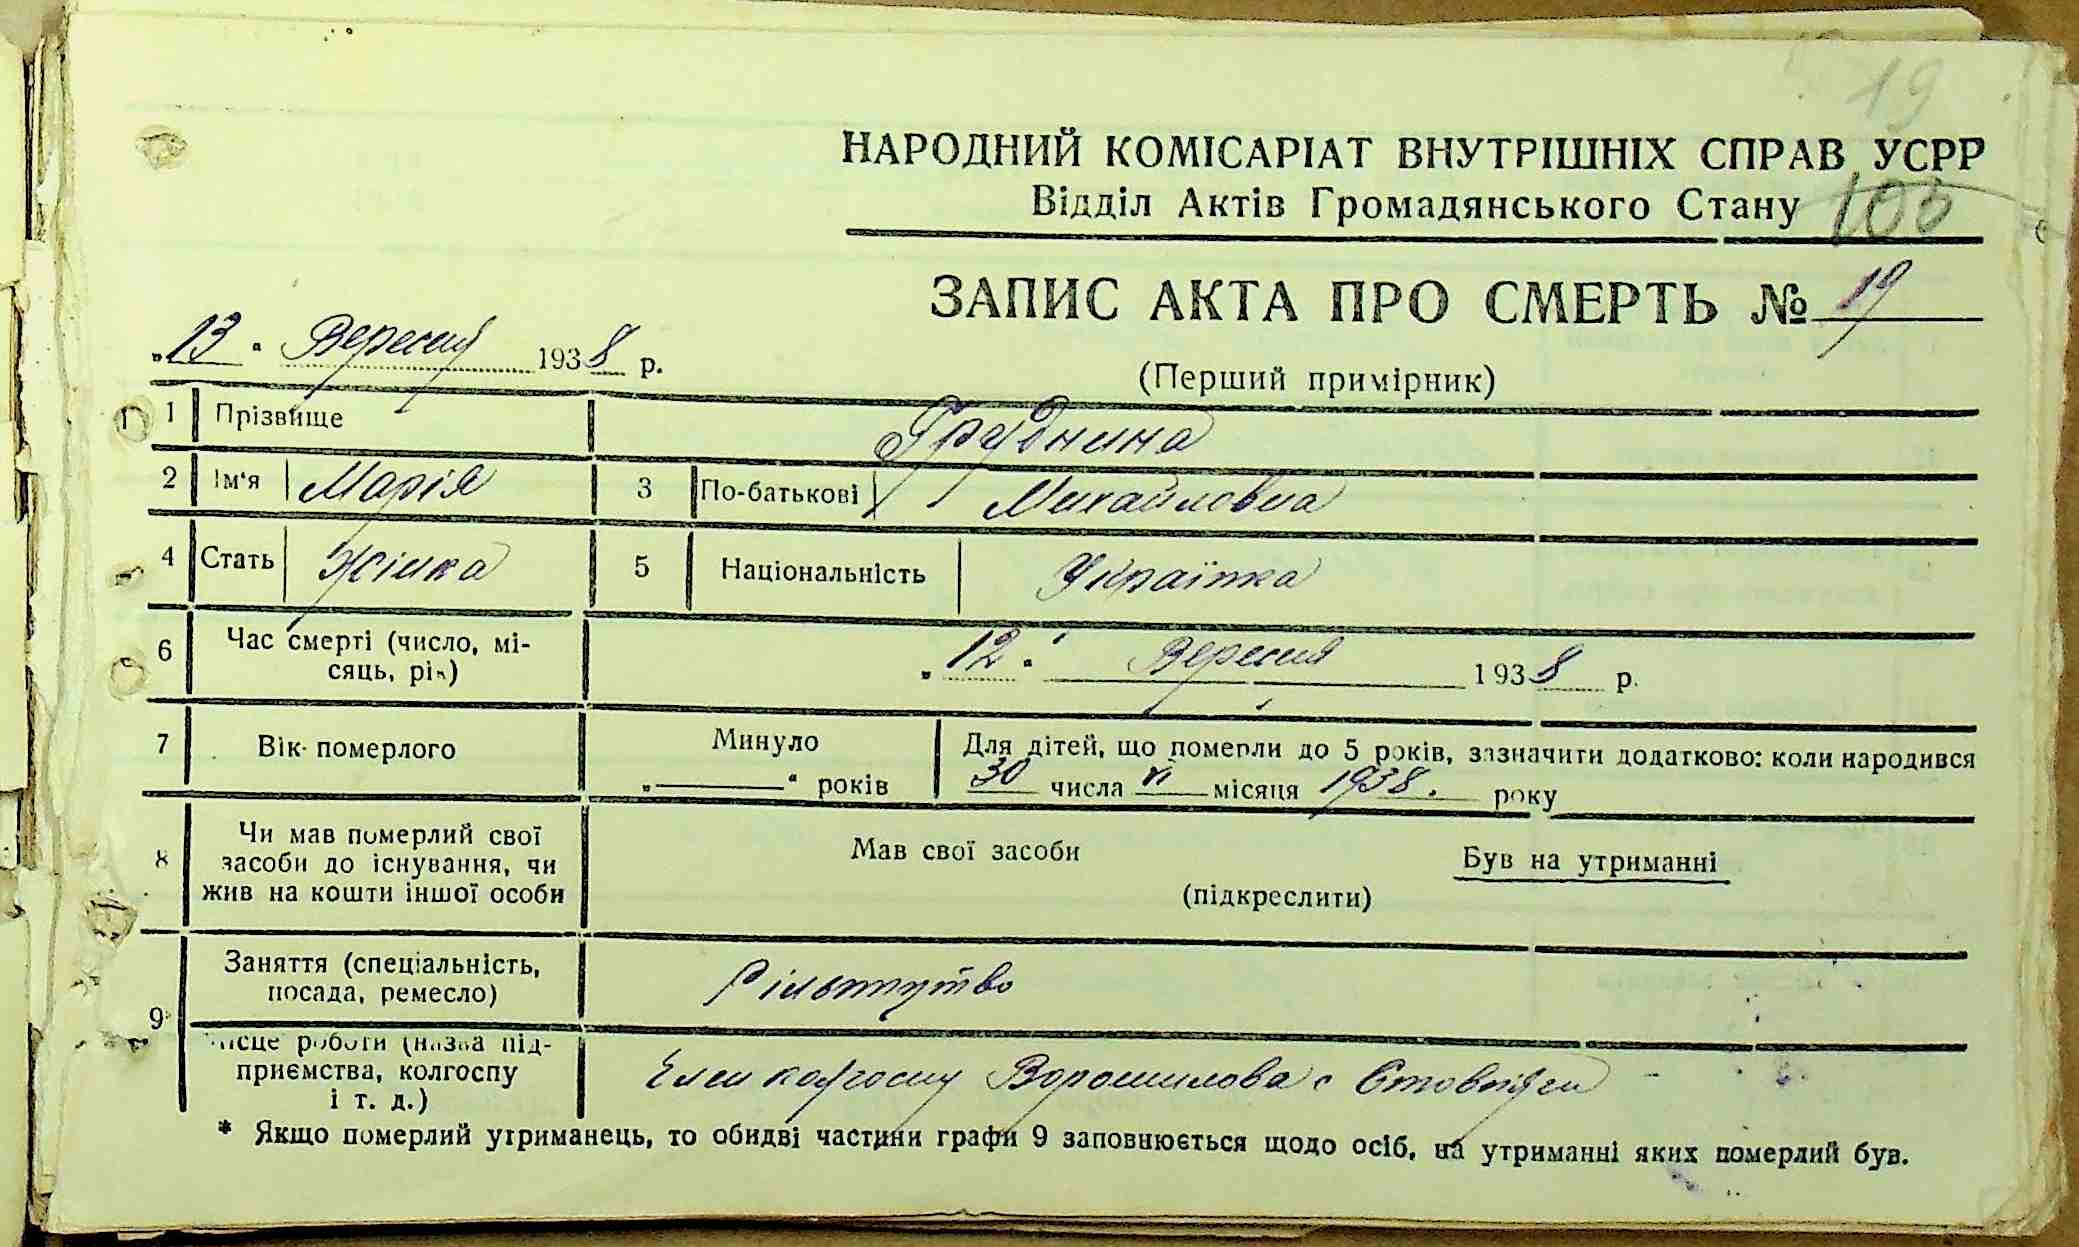 19
НАРОДНИЙ КОМІСАРІАТ ВНУТРІШНІХ СПРАВ УСРР
Відділ Актів Громадянського Стану
103
ЗАПИС АКТА ПРО СМЕРТЬ № 19
„13“ Вересня 1938 р.
(Перший примірник)
1 Прізвище Груднина
2 Ім'я Марія 3 По-батькові Михайловна
4 Стать Жінка 5 Національність Українка
6 Час смерті (число, мі-
сяць, рік) „12“ Вересня 1938 р.
7 Вік померлого Минуло „—“ років
Для дітей, що померли до 5 років, зазначити додатково: коли народився
30 числа VI місяця 1938. року
8 Чи мав померлий свої
засоби до існування, чи
жив на кошти іншої особи
Мав свої засоби Був на утриманні
(підкреслити)
9 Заняття (спеціальність,
посада, ремесло) Рільництво
Місце роботи (назва під-
приємства, колгоспу
і т. д.) Член колгоспу Ворошилова с
* Якщо померлий утриманець, то обидві частини графи 9 заповнюється щодо осіб, на утриманні яких померлий був.